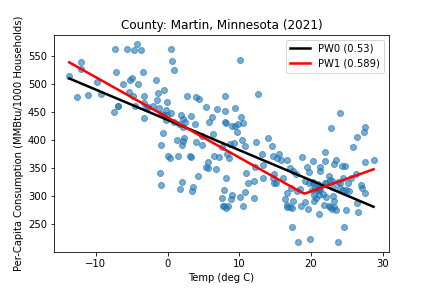 County: Martin, Minnesota (2021)
PW0 (0.53)
PW1 (0.589)
Per-Capita Consumption (MMBtu/1000 Households)
550
500
450
400
350
300
250
−10
0
10
20
30
Temp (deg C)